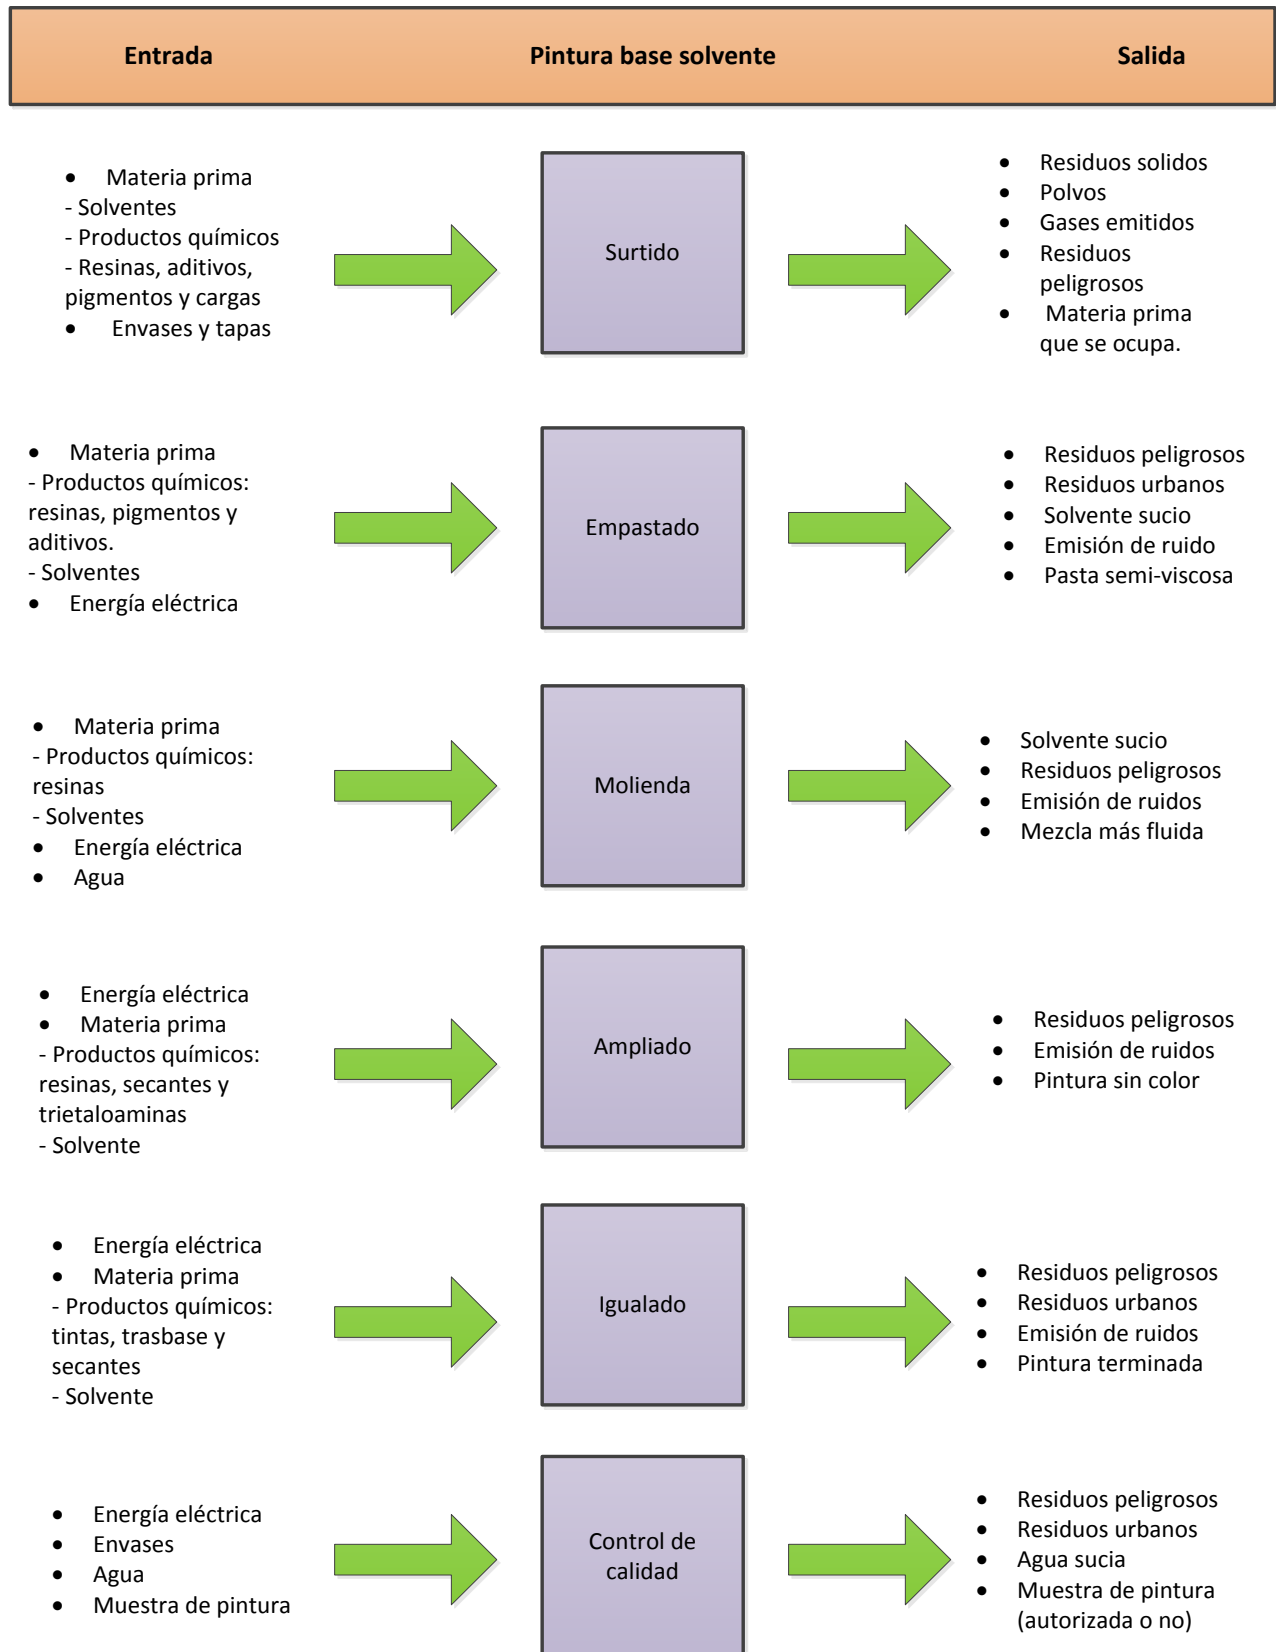 Entrada Pintura base solvente Salida
• Materia prima
- Solventes
- Productos químicos
- Resinas, aditivos,
pigmentos y cargas
• Envases y tapas
Surtido
• Residuos solidos
• Polvos
• Gases emitidos
• Residuos
peligrosos
• Materia prima
que se ocupa.
• Materia prima
- Productos químicos:
resinas, pigmentos y
aditivos.
- Solventes
• Energía eléctrica
Empastado
• Residuos peligrosos
• Residuos urbanos
• Solvente sucio
• Emisión de ruido
• Pasta semi-viscosa
• Materia prima
- Productos químicos:
resinas
- Solventes
• Energía eléctrica
• Agua
Molienda
• Solvente sucio
• Residuos peligrosos
• Emisión de ruidos
• Mezcla más fluida
• Energía eléctrica
• Materia prima
- Productos químicos:
resinas, secantes y
trietaloaminas
- Solvente
Ampliado
• Residuos peligrosos
• Emisión de ruidos
• Pintura sin color
• Energía eléctrica
• Materia prima
- Productos químicos:
tintas, trasbase y
secantes
- Solvente
Igualado
• Residuos peligrosos
• Residuos urbanos
• Emisión de ruidos
• Pintura terminada
• Energía eléctrica
• Envases
• Agua
• Muestra de pintura
Control de
calidad
• Residuos peligrosos
• Residuos urbanos
• Agua sucia
• Muestra de pintura
(autorizada o no)